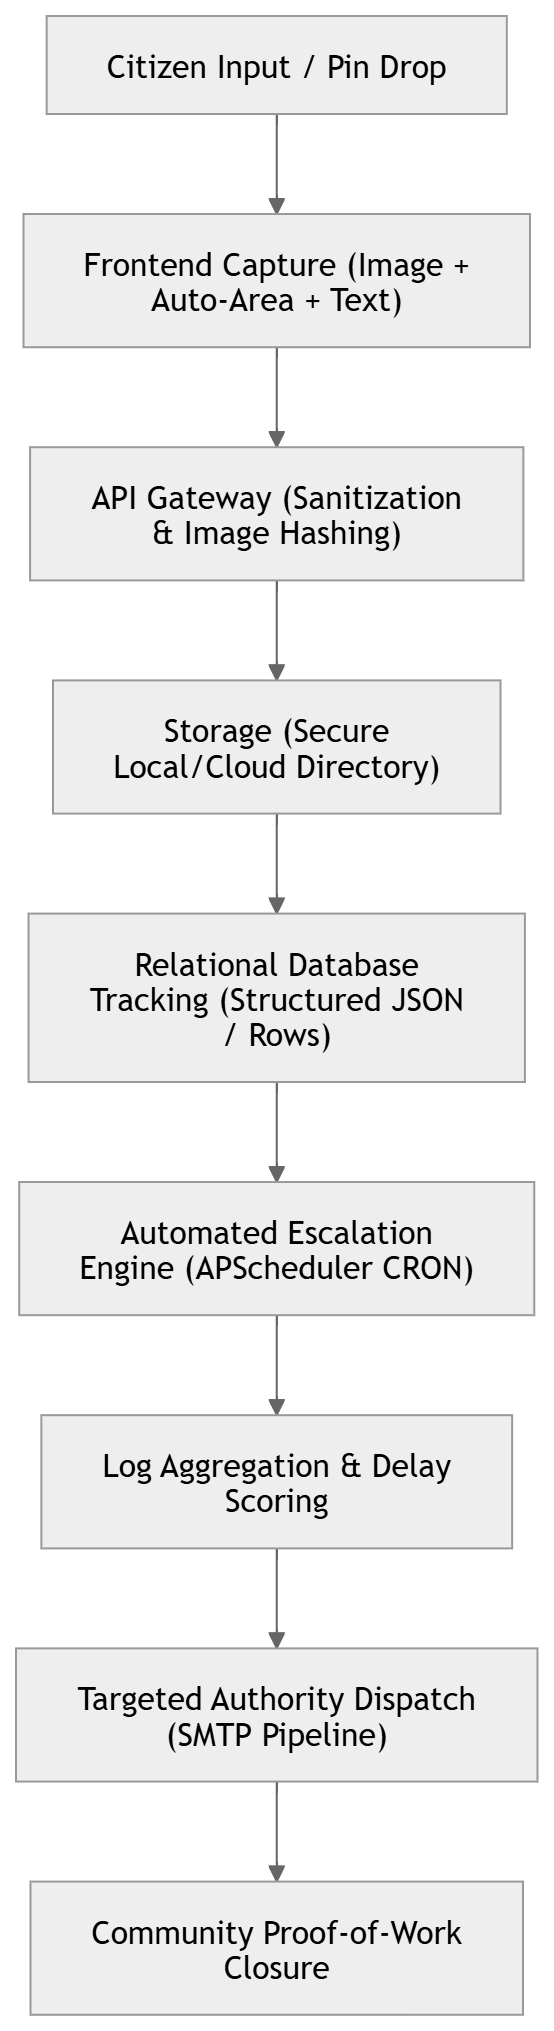 Citizen Input / Pin Drop
Frontend Capture (Image +
Auto-Area + Text)
API Gateway (Sanitization
& Image Hashing)
Storage (Secure
Local/Cloud Directory)
Relational Database
Tracking (Structured JSON
/ Rows)
Automated Escalation
Engine (APScheduler CRON)
Log Aggregation & Delay
Scoring
Targeted Authority Dispatch
(SMTP Pipeline)
Community Proof-of-Work
Closure